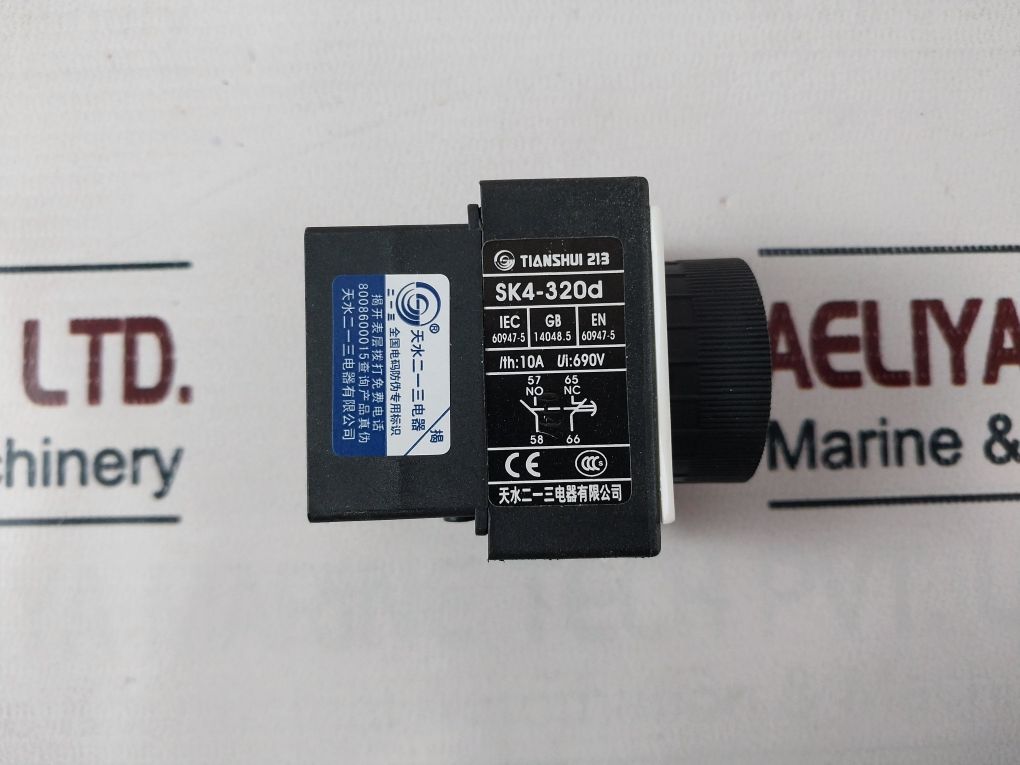 TIANSHUI 213
SK4-320d
IEC 60947-5
GB 14048.5
EN 60947-5
Ith:10A Ui:690V
57 65
NO NC
58 66
CE CCC S
天水二一三电器有限公司
二一三
®
天水二一三电器
全国电码防伪专用标识
揭
揭开表层拨打免费电话
8008600015查询产品真伪
天水二一三电器有限公司
LTD.
chinery
AELIYA
Marine &